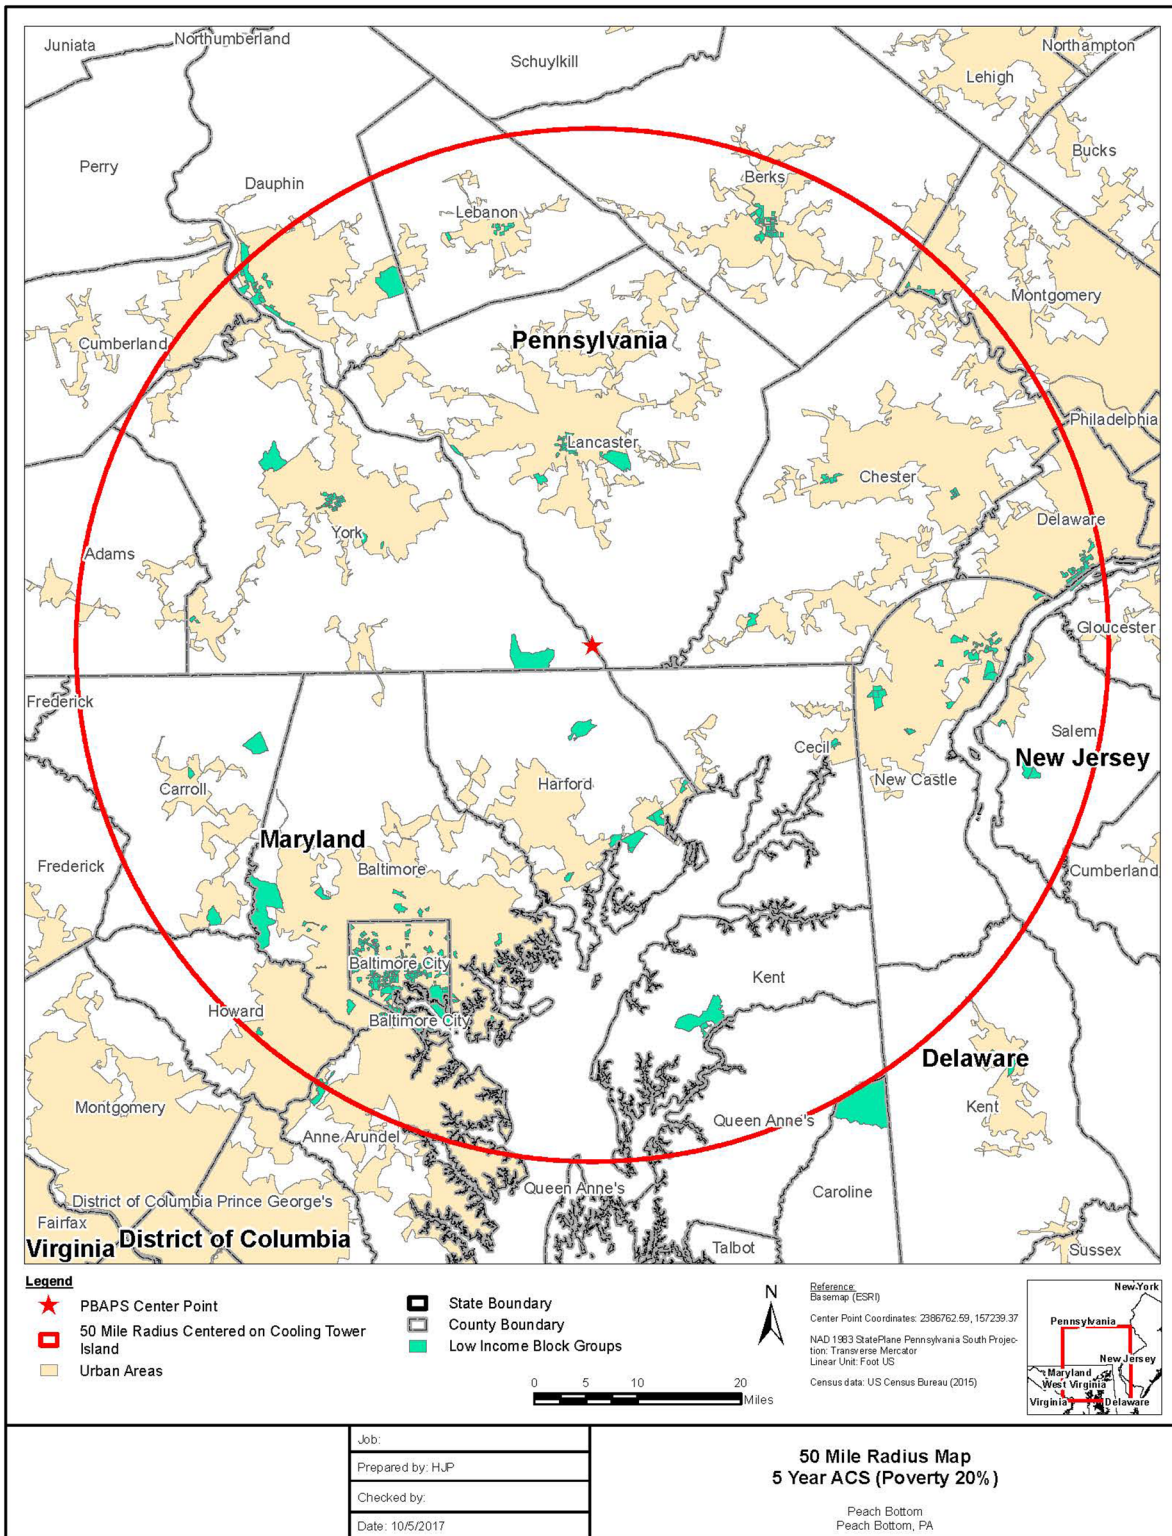 Juniata
Northumberland
Schuylkill
Northampton
Lehigh
Perry
Bucks
Dauphin
Berks
Lebanon
Montgomery
Cumberland
Pennsylvania
Philadelphia
Lancaster
Chester
Delaware
York
Adams
Gloucester
Frederick
Salem
Cecil
New Jersey
New Castle
Harford
Carroll
Maryland
Baltimore
Frederick
Cumberland
Baltimore City
Kent
Howard
Baltimore City
Delaware
Montgomery
Kent
Queen Anne's
Anne Arundel
Queen Anne's
Caroline
District of Columbia
Prince George's
Fairfax
Virginia
District of Columbia
Talbot
Sussex
Legend
PBAPS Center Point
50 Mile Radius Centered on Cooling Tower
Island
Urban Areas
State Boundary
County Boundary
Low Income Block Groups
N
0 5 10 20
Miles
Reference:
Basemap (ESRI)
Center Point Coordinates: 2386762.59, 157239.37
NAD 1983 StatePlane Pennsylvania South Projec-
tion: Transverse Mercator
Linear Unit: Foot US
Census data: US Census Bureau (2015)
New York
Pennsylvania
New Jersey
Maryland
West Virginia
Virginia
Delaware
Job:
Prepared by: HJP
Checked by:
Date: 10/5/2017
50 Mile Radius Map
5 Year ACS (Poverty 20%)
Peach Bottom
Peach Bottom, PA